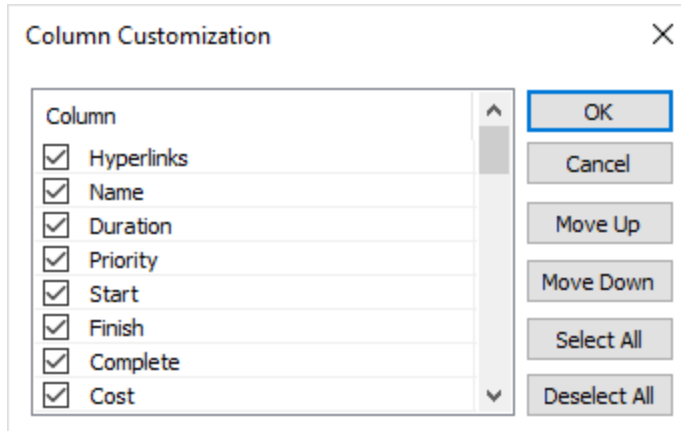 Column Customization
Column
Hyperlinks
Name
Duration
Priority
Start
Finish
Complete
Cost
OK
Cancel
Move Up
Move Down
Select All
Deselect All